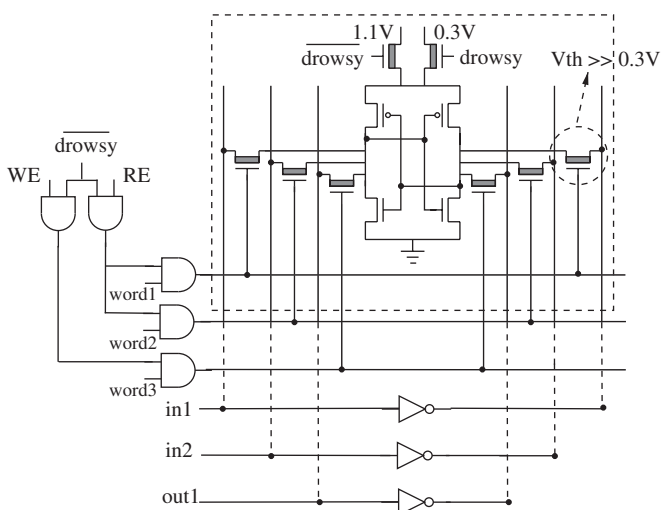 1.1V 0.3V
drowsy drowsy Vth >> 0.3V
drowsy
WE RE
word1
word2
word3
in1
in2
out1